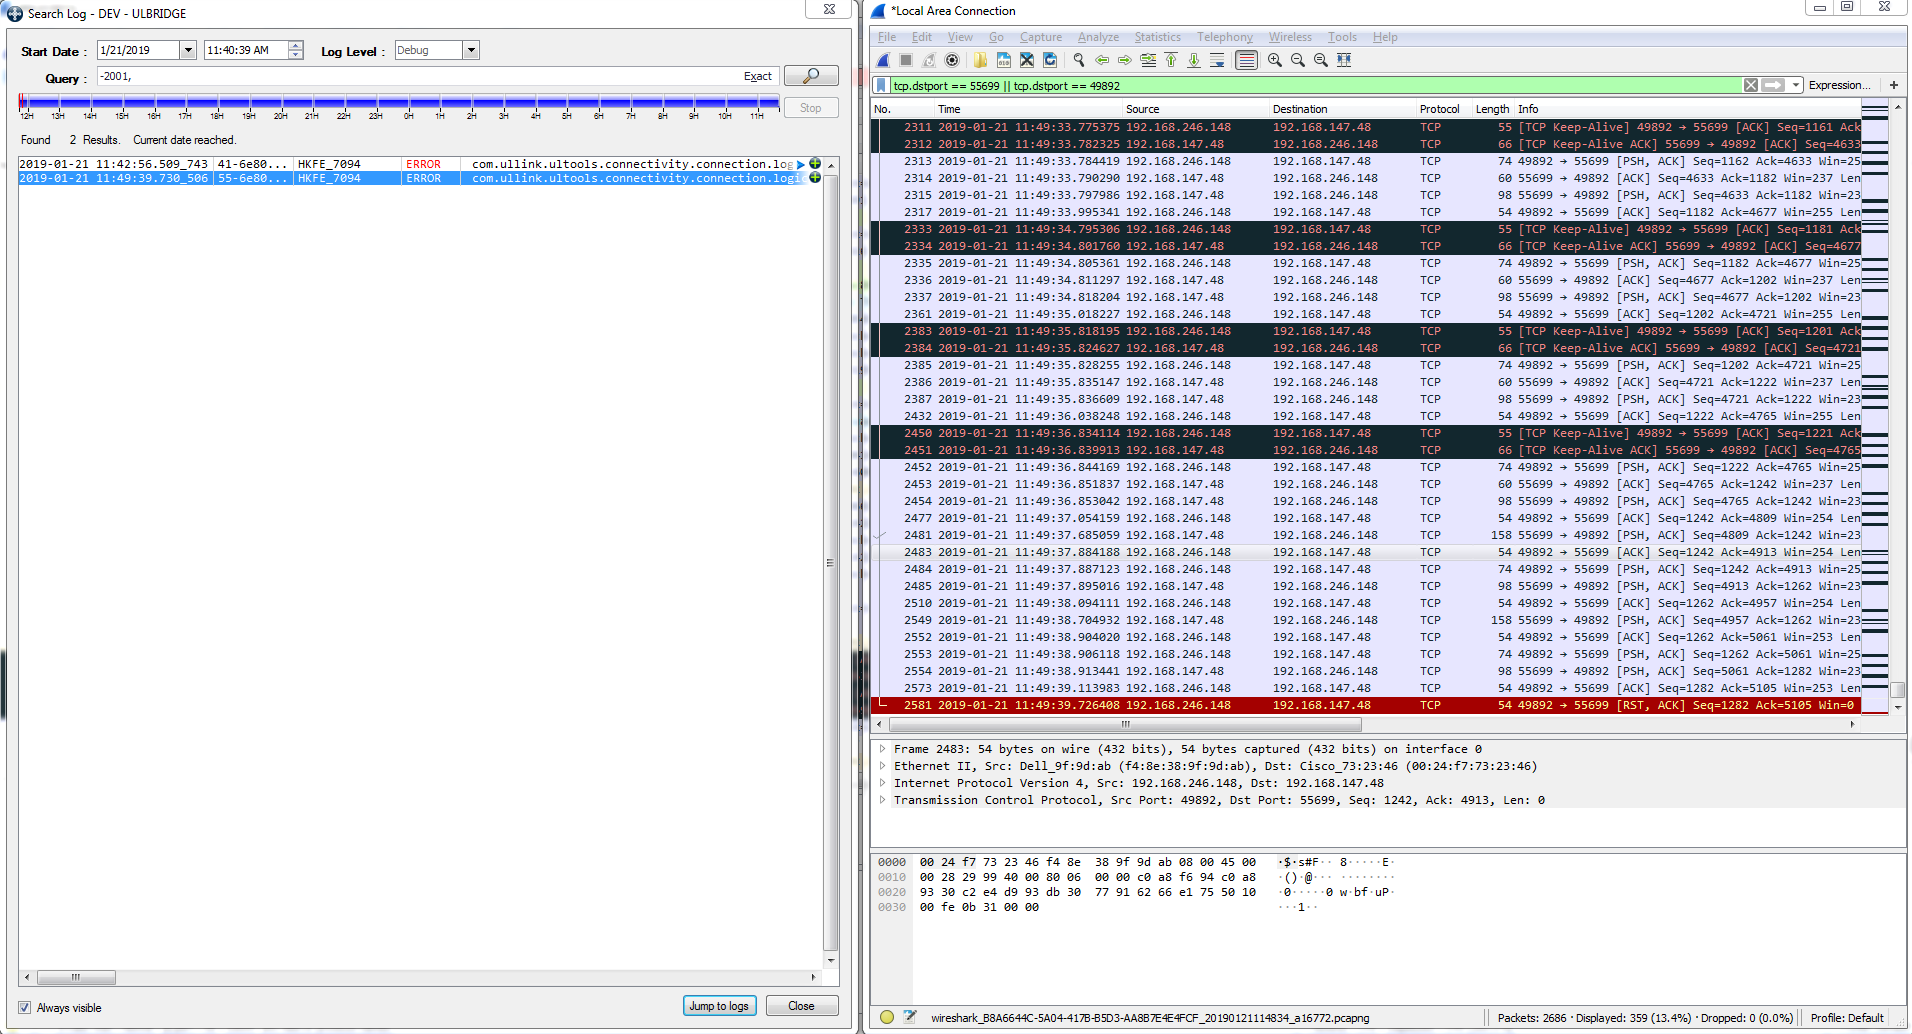 Search Log - DEV - ULBRIDGE
Start Date :
1/21/2019
11:40:39 AM
Log Level :
Debug
Query :
-2001,
Exact
12H 13H 14H 15H 16H 17H 18H 19H 20H 21H 22H 23H 0H 1H 2H 3H 4H 5H 6H 7H 8H 9H 10H 11H
Stop
Found 2 Results. Current date reached.
2019-01-21 11:42:56.509_743 41-6e80... HKFE_7094 ERROR com.ullink.ultools.connectivity.connection.log
2019-01-21 11:49:39.730_506 55-6e80... HKFE_7094 ERROR com.ullink.ultools.connectivity.connection.logi
Always visible
Jump to logs
Close
*Local Area Connection
File Edit View Go Capture Analyze Statistics Telephony Wireless Tools Help
tcp.dstport == 55699 || tcp.dstport == 49892
Expression... +
No. Time Source Destination Protocol Length Info
2311 2019-01-21 11:49:33.775375 192.168.246.148 192.168.147.48 TCP 55 [TCP Keep-Alive] 49892 → 55699 [ACK] Seq=1161 Ack
2312 2019-01-21 11:49:33.782325 192.168.147.48 192.168.246.148 TCP 66 [TCP Keep-Alive ACK] 55699 → 49892 [ACK] Seq=4633
2313 2019-01-21 11:49:33.784419 192.168.246.148 192.168.147.48 TCP 74 49892 → 55699 [PSH, ACK] Seq=1162 Ack=4633 Win=25
2314 2019-01-21 11:49:33.790290 192.168.147.48 192.168.246.148 TCP 60 55699 → 49892 [ACK] Seq=4633 Ack=1182 Win=237 Len
2315 2019-01-21 11:49:33.797986 192.168.147.48 192.168.246.148 TCP 98 55699 → 49892 [PSH, ACK] Seq=4633 Ack=1182 Win=23
2317 2019-01-21 11:49:33.995341 192.168.246.148 192.168.147.48 TCP 54 49892 → 55699 [ACK] Seq=1182 Ack=4677 Win=255 Len
2333 2019-01-21 11:49:34.795306 192.168.246.148 192.168.147.48 TCP 55 [TCP Keep-Alive] 49892 → 55699 [ACK] Seq=1181 Ack
2334 2019-01-21 11:49:34.801760 192.168.147.48 192.168.246.148 TCP 66 [TCP Keep-Alive ACK] 55699 → 49892 [ACK] Seq=4677
2335 2019-01-21 11:49:34.805361 192.168.246.148 192.168.147.48 TCP 74 49892 → 55699 [PSH, ACK] Seq=1182 Ack=4677 Win=25
2336 2019-01-21 11:49:34.811297 192.168.147.48 192.168.246.148 TCP 60 55699 → 49892 [ACK] Seq=4677 Ack=1202 Win=237 Len
2337 2019-01-21 11:49:34.818204 192.168.147.48 192.168.246.148 TCP 98 55699 → 49892 [PSH, ACK] Seq=4677 Ack=1202 Win=23
2361 2019-01-21 11:49:35.018227 192.168.246.148 192.168.147.48 TCP 54 49892 → 55699 [ACK] Seq=1202 Ack=4721 Win=255 Len
2383 2019-01-21 11:49:35.818195 192.168.246.148 192.168.147.48 TCP 55 [TCP Keep-Alive] 49892 → 55699 [ACK] Seq=1201 Ack
2384 2019-01-21 11:49:35.824627 192.168.147.48 192.168.246.148 TCP 66 [TCP Keep-Alive ACK] 55699 → 49892 [ACK] Seq=4721
2385 2019-01-21 11:49:35.828255 192.168.246.148 192.168.147.48 TCP 74 49892 → 55699 [PSH, ACK] Seq=1202 Ack=4721 Win=25
2386 2019-01-21 11:49:35.835147 192.168.147.48 192.168.246.148 TCP 60 55699 → 49892 [ACK] Seq=4721 Ack=1222 Win=237 Len
2387 2019-01-21 11:49:35.836609 192.168.147.48 192.168.246.148 TCP 98 55699 → 49892 [PSH, ACK] Seq=4721 Ack=1222 Win=23
2432 2019-01-21 11:49:36.038248 192.168.246.148 192.168.147.48 TCP 54 49892 → 55699 [ACK] Seq=1222 Ack=4765 Win=255 Len
2450 2019-01-21 11:49:36.834114 192.168.246.148 192.168.147.48 TCP 55 [TCP Keep-Alive] 49892 → 55699 [ACK] Seq=1221 Ack
2451 2019-01-21 11:49:36.839913 192.168.147.48 192.168.246.148 TCP 66 [TCP Keep-Alive ACK] 55699 → 49892 [ACK] Seq=4765
2452 2019-01-21 11:49:36.844169 192.168.246.148 192.168.147.48 TCP 74 49892 → 55699 [PSH, ACK] Seq=1222 Ack=4765 Win=25
2453 2019-01-21 11:49:36.851837 192.168.147.48 192.168.246.148 TCP 60 55699 → 49892 [ACK] Seq=4765 Ack=1242 Win=237 Len
2454 2019-01-21 11:49:36.853042 192.168.147.48 192.168.246.148 TCP 98 55699 → 49892 [PSH, ACK] Seq=4765 Ack=1242 Win=23
2477 2019-01-21 11:49:37.054159 192.168.246.148 192.168.147.48 TCP 54 49892 → 55699 [ACK] Seq=1242 Ack=4809 Win=254 Len
2481 2019-01-21 11:49:37.685059 192.168.147.48 192.168.246.148 TCP 158 55699 → 49892 [PSH, ACK] Seq=4809 Ack=1242 Win=23
2483 2019-01-21 11:49:37.884188 192.168.246.148 192.168.147.48 TCP 54 49892 → 55699 [ACK] Seq=1242 Ack=4913 Win=254 Len
2484 2019-01-21 11:49:37.887123 192.168.246.148 192.168.147.48 TCP 74 49892 → 55699 [PSH, ACK] Seq=1242 Ack=4913 Win=25
2485 2019-01-21 11:49:37.895016 192.168.147.48 192.168.246.148 TCP 98 55699 → 49892 [PSH, ACK] Seq=4913 Ack=1262 Win=23
2510 2019-01-21 11:49:38.094111 192.168.246.148 192.168.147.48 TCP 54 49892 → 55699 [ACK] Seq=1262 Ack=4957 Win=254 Len
2549 2019-01-21 11:49:38.704932 192.168.147.48 192.168.246.148 TCP 158 55699 → 49892 [PSH, ACK] Seq=4957 Ack=1262 Win=23
2552 2019-01-21 11:49:38.904020 192.168.246.148 192.168.147.48 TCP 54 49892 → 55699 [ACK] Seq=1262 Ack=5061 Win=253 Len
2553 2019-01-21 11:49:38.906118 192.168.246.148 192.168.147.48 TCP 74 49892 → 55699 [PSH, ACK] Seq=1262 Ack=5061 Win=25
2554 2019-01-21 11:49:38.913441 192.168.147.48 192.168.246.148 TCP 98 55699 → 49892 [PSH, ACK] Seq=5061 Ack=1282 Win=23
2573 2019-01-21 11:49:39.113983 192.168.246.148 192.168.147.48 TCP 54 49892 → 55699 [ACK] Seq=1282 Ack=5105 Win=253 Len
2581 2019-01-21 11:49:39.726408 192.168.246.148 192.168.147.48 TCP 54 49892 → 55699 [RST, ACK] Seq=1282 Ack=5105 Win=0
Frame 2483: 54 bytes on wire (432 bits), 54 bytes captured (432 bits) on interface 0
Ethernet II, Src: Dell_9f:9d:ab (f4:8e:38:9f:9d:ab), Dst: Cisco_73:23:46 (00:24:f7:73:23:46)
Internet Protocol Version 4, Src: 192.168.246.148, Dst: 192.168.147.48
Transmission Control Protocol, Src Port: 49892, Dst Port: 55699, Seq: 1242, Ack: 4913, Len: 0
0000 00 24 f7 73 23 46 f4 8e 38 9f 9d ab 08 00 45 00 ·$·s#F·· 8·····E·
0010 00 28 29 99 40 00 80 06 00 00 c0 a8 f6 94 c0 a8 ·()·@··· ········
0020 93 30 c2 e4 d9 93 db 30 77 91 62 66 e1 75 50 10 ·0·····0 w·bf·uP·
0030 00 fe 0b 31 00 00 ···1··
wireshark_B8A6644C-5A04-417B-B5D3-AA8B7E4E4FCF_20190121114834_a16772.pcapng
Packets: 2686 · Displayed: 359 (13.4%) · Dropped: 0 (0.0%)
Profile: Default